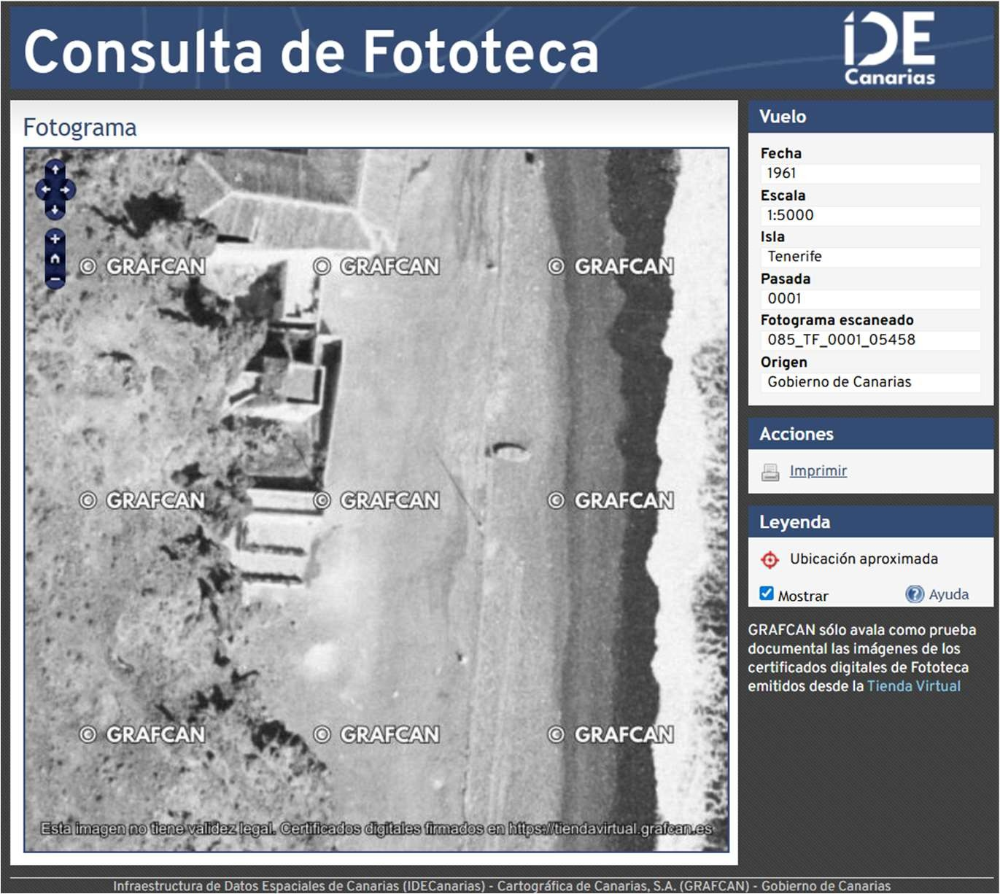 Consulta de Fototeca
iDE
Canarias
Fotograma
© GRAFCAN © GRAFCAN © GRAFCAN
© GRAFCAN © GRAFCAN © GRAFCAN
© GRAFCAN © GRAFCAN © GRAFCAN
Esta imagen no tiene validez legal. Certificados digitales firmados en https://tiendavirtual.grafcan.es
Vuelo
Fecha
1961
Escala
1:5000
Isla
Tenerife
Pasada
0001
Fotograma escaneado
085_TF_0001_05458
Origen
Gobierno de Canarias
Acciones
Imprimir
Leyenda
Ubicación aproximada
Mostrar
? Ayuda
GRAFCAN sólo avala como prueba
documental las imágenes de los
certificados digitales de Fototeca
emitidos desde la Tienda Virtual
Infraestructura de Datos Espaciales de Canarias (IDECanarias) - Cartográfica de Canarias, S.A. (GRAFCAN) - Gobierno de Canarias